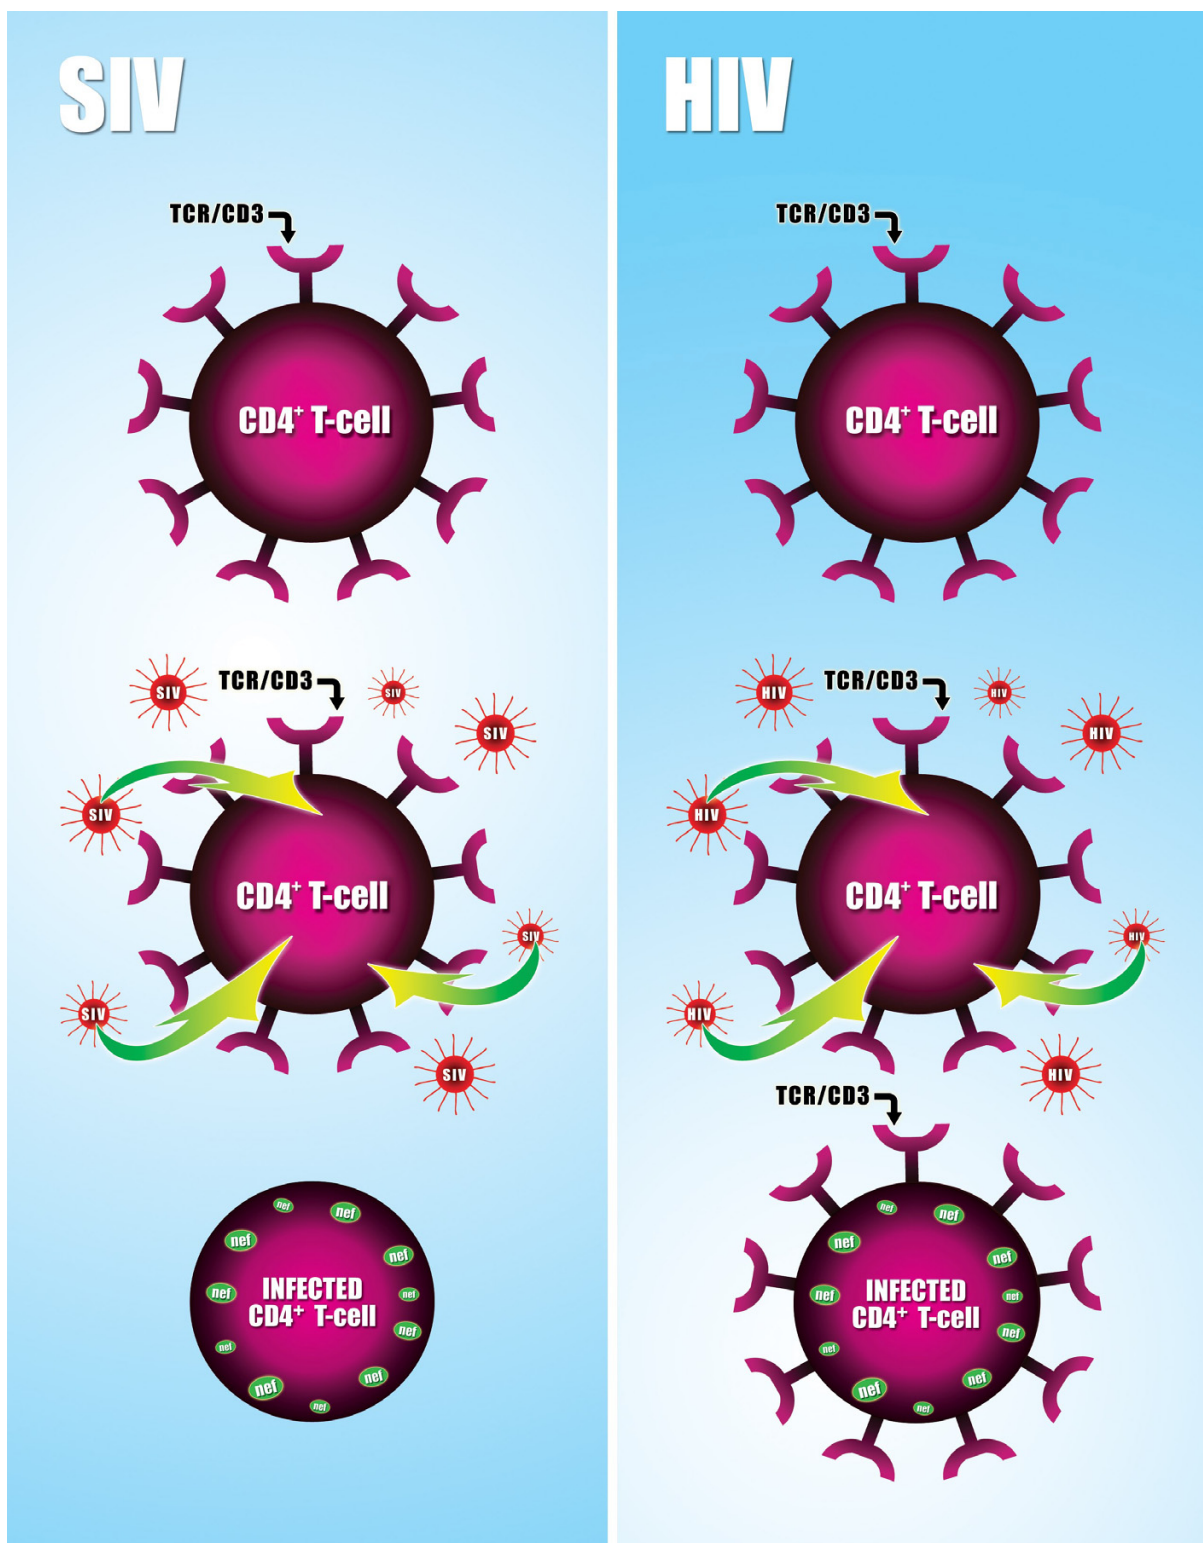 SIV
TCR/CD3
CD4⁺ T-cell
SIV
TCR/CD3
SIV
SIV
SIV
CD4⁺ T-cell
SIV
SIV
SIV
nef
nef
nef
nef
nef
nef
INFECTED
CD4⁺ T-cell
nef
nef
nef
nef
nef
HIV
TCR/CD3
CD4⁺ T-cell
HIV
TCR/CD3
HIV
HIV
HIV
CD4⁺ T-cell
HIV
HIV
HIV
TCR/CD3
nef
nef
nef
nef
nef
nef
INFECTED
CD4⁺ T-cell
nef
nef
nef
nef
nef